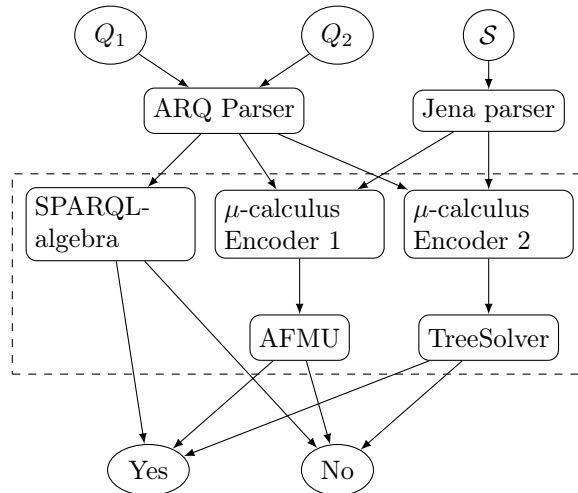 Q1 Q2 𝒮
ARQ Parser Jena parser
SPARQL-
algebra
μ-calculus
Encoder 1
μ-calculus
Encoder 2
AFMU TreeSolver
Yes No